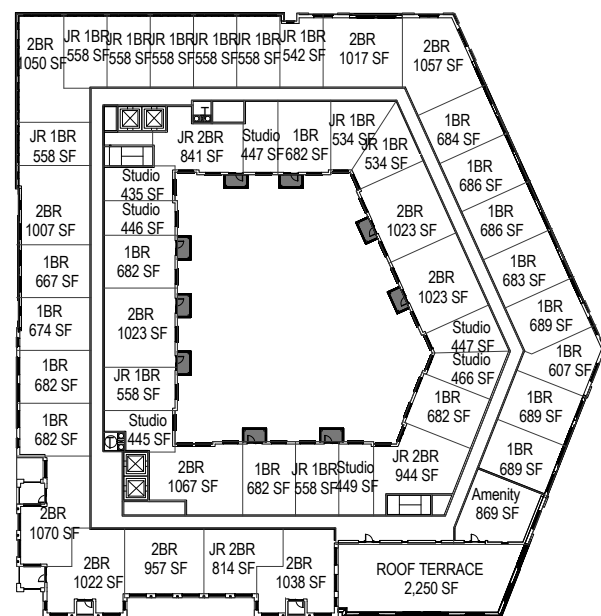 2BR
1050 SF
JR 1BR
558 SF
JR 1BR
558 SF
JR 1BR
558 SF
JR 1BR
558 SF
JR 1BR
558 SF
JR 1BR
542 SF
2BR
1017 SF
2BR
1057 SF
1BR
684 SF
1BR
686 SF
1BR
686 SF
1BR
683 SF
1BR
689 SF
1BR
607 SF
1BR
689 SF
1BR
689 SF
Amenity
869 SF
ROOF TERRACE
2,250 SF
JR 1BR
558 SF
2BR
1007 SF
1BR
667 SF
1BR
674 SF
1BR
682 SF
1BR
682 SF
2BR
1070 SF
2BR
1022 SF
2BR
957 SF
JR 2BR
814 SF
2BR
1038 SF
T
JR 2BR
841 SF
Studio
447 SF
1BR
682 SF
JR 1BR
534 SF
JR 1BR
534 SF
2BR
1023 SF
2BR
1023 SF
Studio
447 SF
Studio
466 SF
1BR
682 SF
JR 2BR
944 SF
Studio
435 SF
Studio
446 SF
1BR
682 SF
2BR
1023 SF
JR 1BR
558 SF
Studio
445 SF
T
2BR
1067 SF
1BR
682 SF
JR 1BR
558 SF
Studio
449 SF